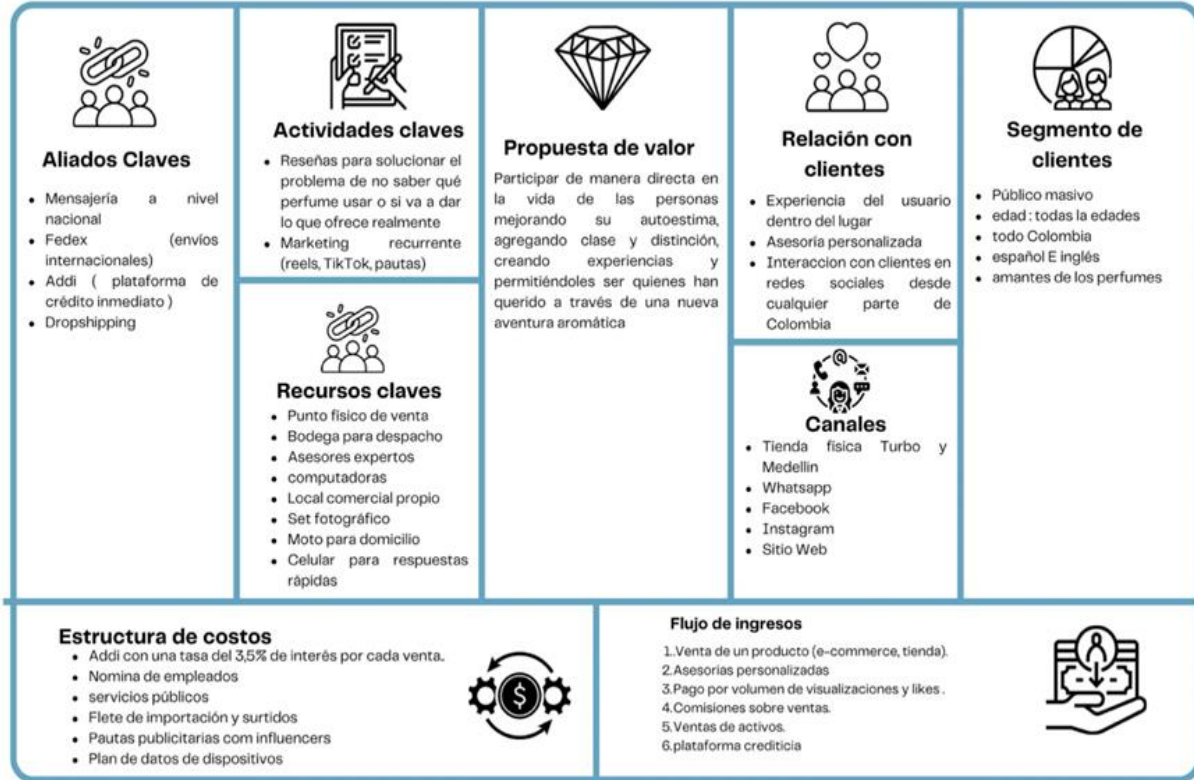 Aliados Claves
• Mensajería a nivel
nacional
• Fedex (envíos
internacionales)
• Addi ( plataforma de
crédito inmediato )
• Dropshipping
Actividades claves
• Reseñas para solucionar el
problema de no saber qué
perfume usar o si va a dar
lo que ofrece realmente
• Marketing recurrente
(reels, TikTok, pautas)
Recursos claves
• Punto físico de venta
• Bodega para despacho
• Asesores expertos
• computadoras
• Local comercial propio
• Set fotográfico
• Moto para domicilio
• Celular para respuestas
rápidas
Propuesta de valor
Participar de manera directa en
la vida de las personas
mejorando su autoestima,
agregando clase y distinción,
creando experiencias y
permitiéndoles ser quienes han
querido a través de una nueva
aventura aromática
Relación con
clientes
• Experiencia del usuario
dentro del lugar
• Asesoría personalizada
• Interaccion con clientes en
redes sociales desde
cualquier parte de
Colombia
Canales
• Tienda física Turbo y
Medellin
• Whatsapp
• Facebook
• Instagram
• Sitio Web
Segmento de
clientes
• Público masivo
• edad : todas la edades
• todo Colombia
• español E inglés
• amantes de los perfumes
Estructura de costos
• Addi con una tasa del 3,5% de interés por cada venta.
• Nomina de empleados
• servicios públicos
• Flete de importación y surtidos
• Pautas publicitarias com influencers
• Plan de datos de dispositivos
Flujo de ingresos
1..Venta de un producto (e-commerce, tienda).
2.Asesorías personalizadas
3.Pago por volumen de visualizaciones y likes .
4.Comisiones sobre ventas.
5.Ventas de activos.
6.plataforma crediticia